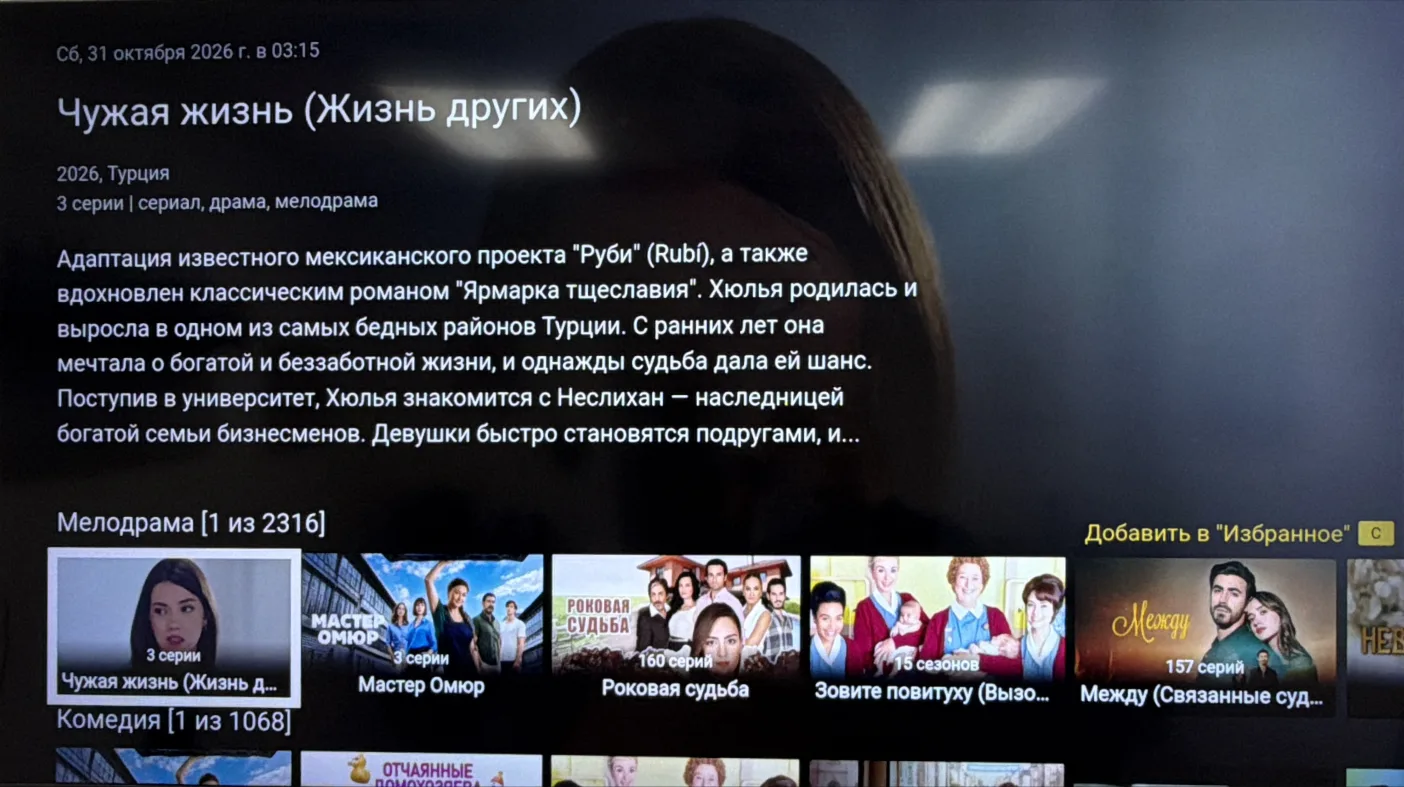 Сб, 31 октября 2026 г. в 03:15
Чужая жизнь (Жизнь других)
2026, Турция
3 серии | сериал, драма, мелодрама
Адаптация известного мексиканского проекта "Руби" (Rubí), а также
вдохновлен классическим романом "Ярмарка тщеславия". Хюлья родилась и
выросла в одном из самых бедных районов Турции. С ранних лет она
мечтала о богатой и беззаботной жизни, и однажды судьба дала ей шанс.
Поступив в университет, Хюлья знакомится с Неслихан — наследницей
богатой семьи бизнесменов. Девушки быстро становятся подругами, и...
Мелодрама [1 из 2316]
Добавить в "Избранное" C
3 серии
Чужая жизнь (Жизнь д...
МАСТЕР
ОМЮР
3 серии
Мастер Омюр
РОКОВАЯ
СУДЬБА
160 серий
Роковая судьба
15 сезонов
Зовите повитуху (Вызо...
Между
157 серий
Между (Связанные суд...
НЕВ
Комедия [1 из 1068]
ОТЧАЯННЫЕ
ДОМОХОЗЯЕВА